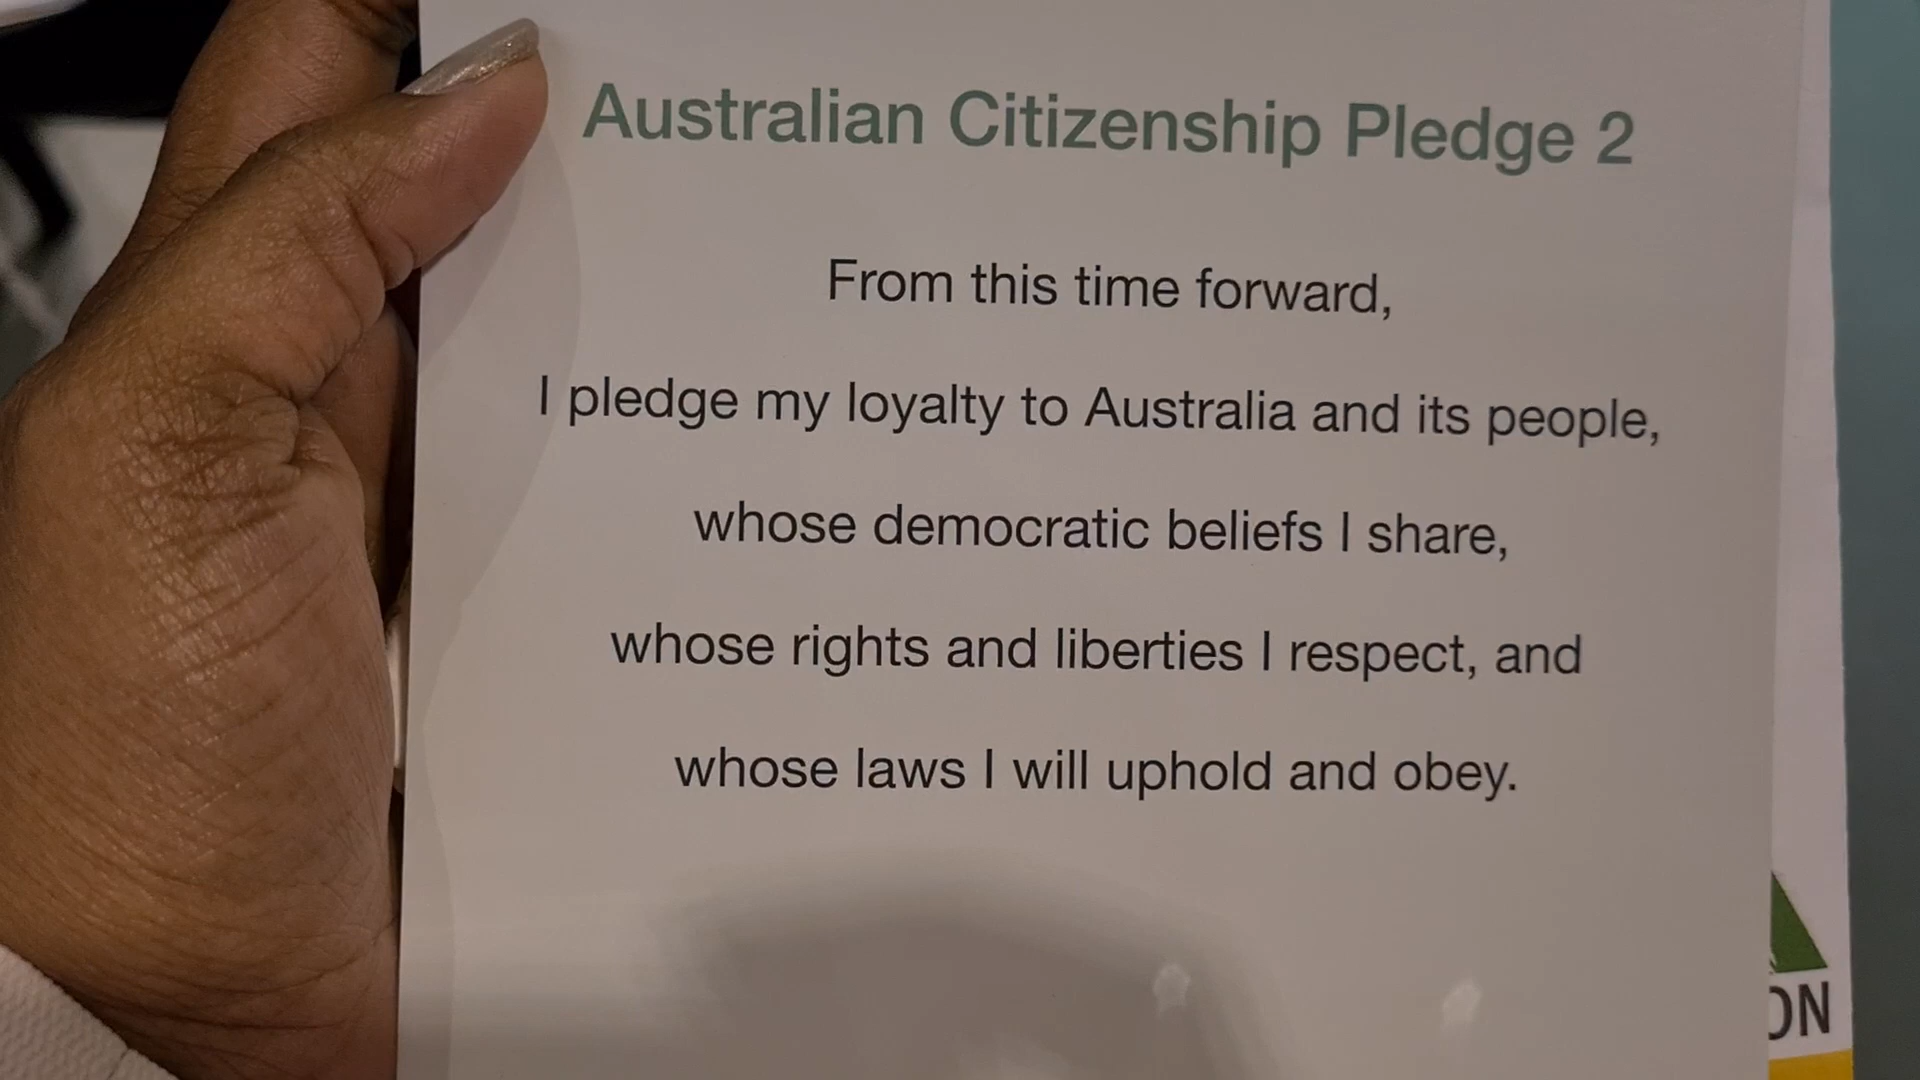 Australian Citizenship Pledge 2
From this time forward,
I pledge my loyalty to Australia and its people,
whose democratic beliefs I share,
whose rights and liberties I respect, and
whose laws I will uphold and obey.
ON